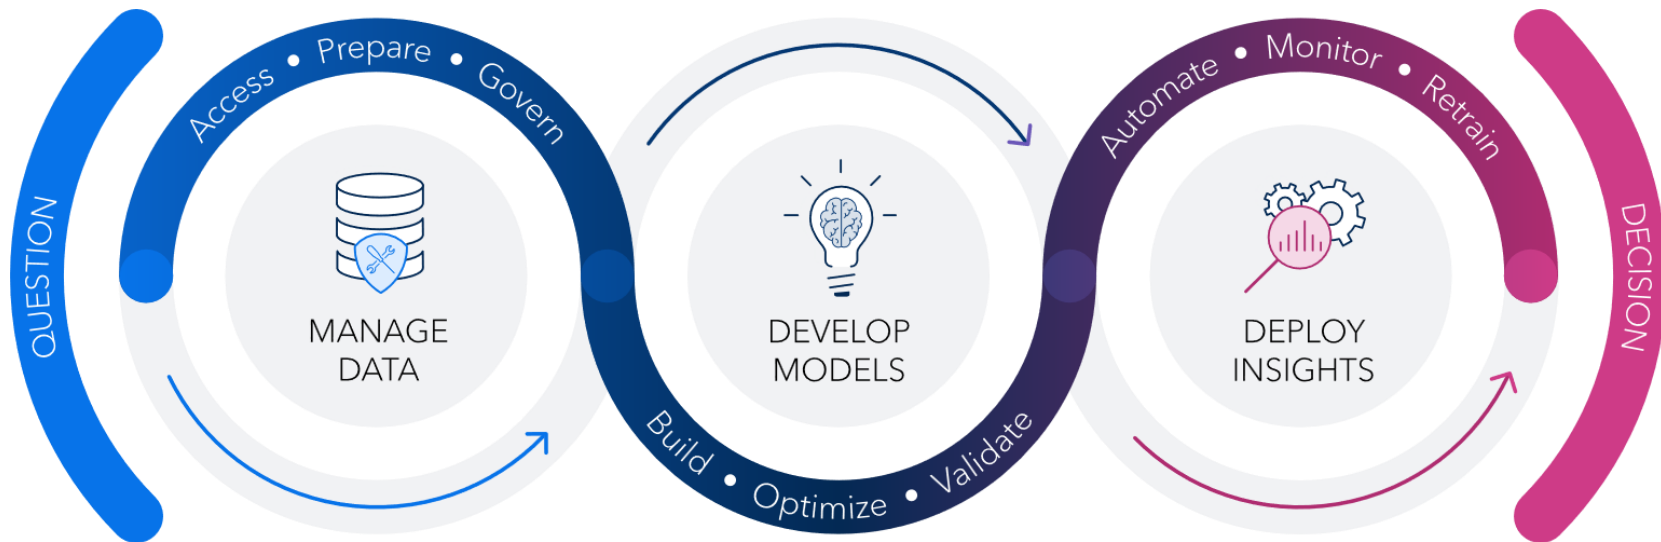 QUESTION
Access • Prepare • Govern
MANAGE
DATA
DEVELOP
MODELS
Build • Optimize • Validate
Automate • Monitor • Retrain
DEPLOY
INSIGHTS
DECISION